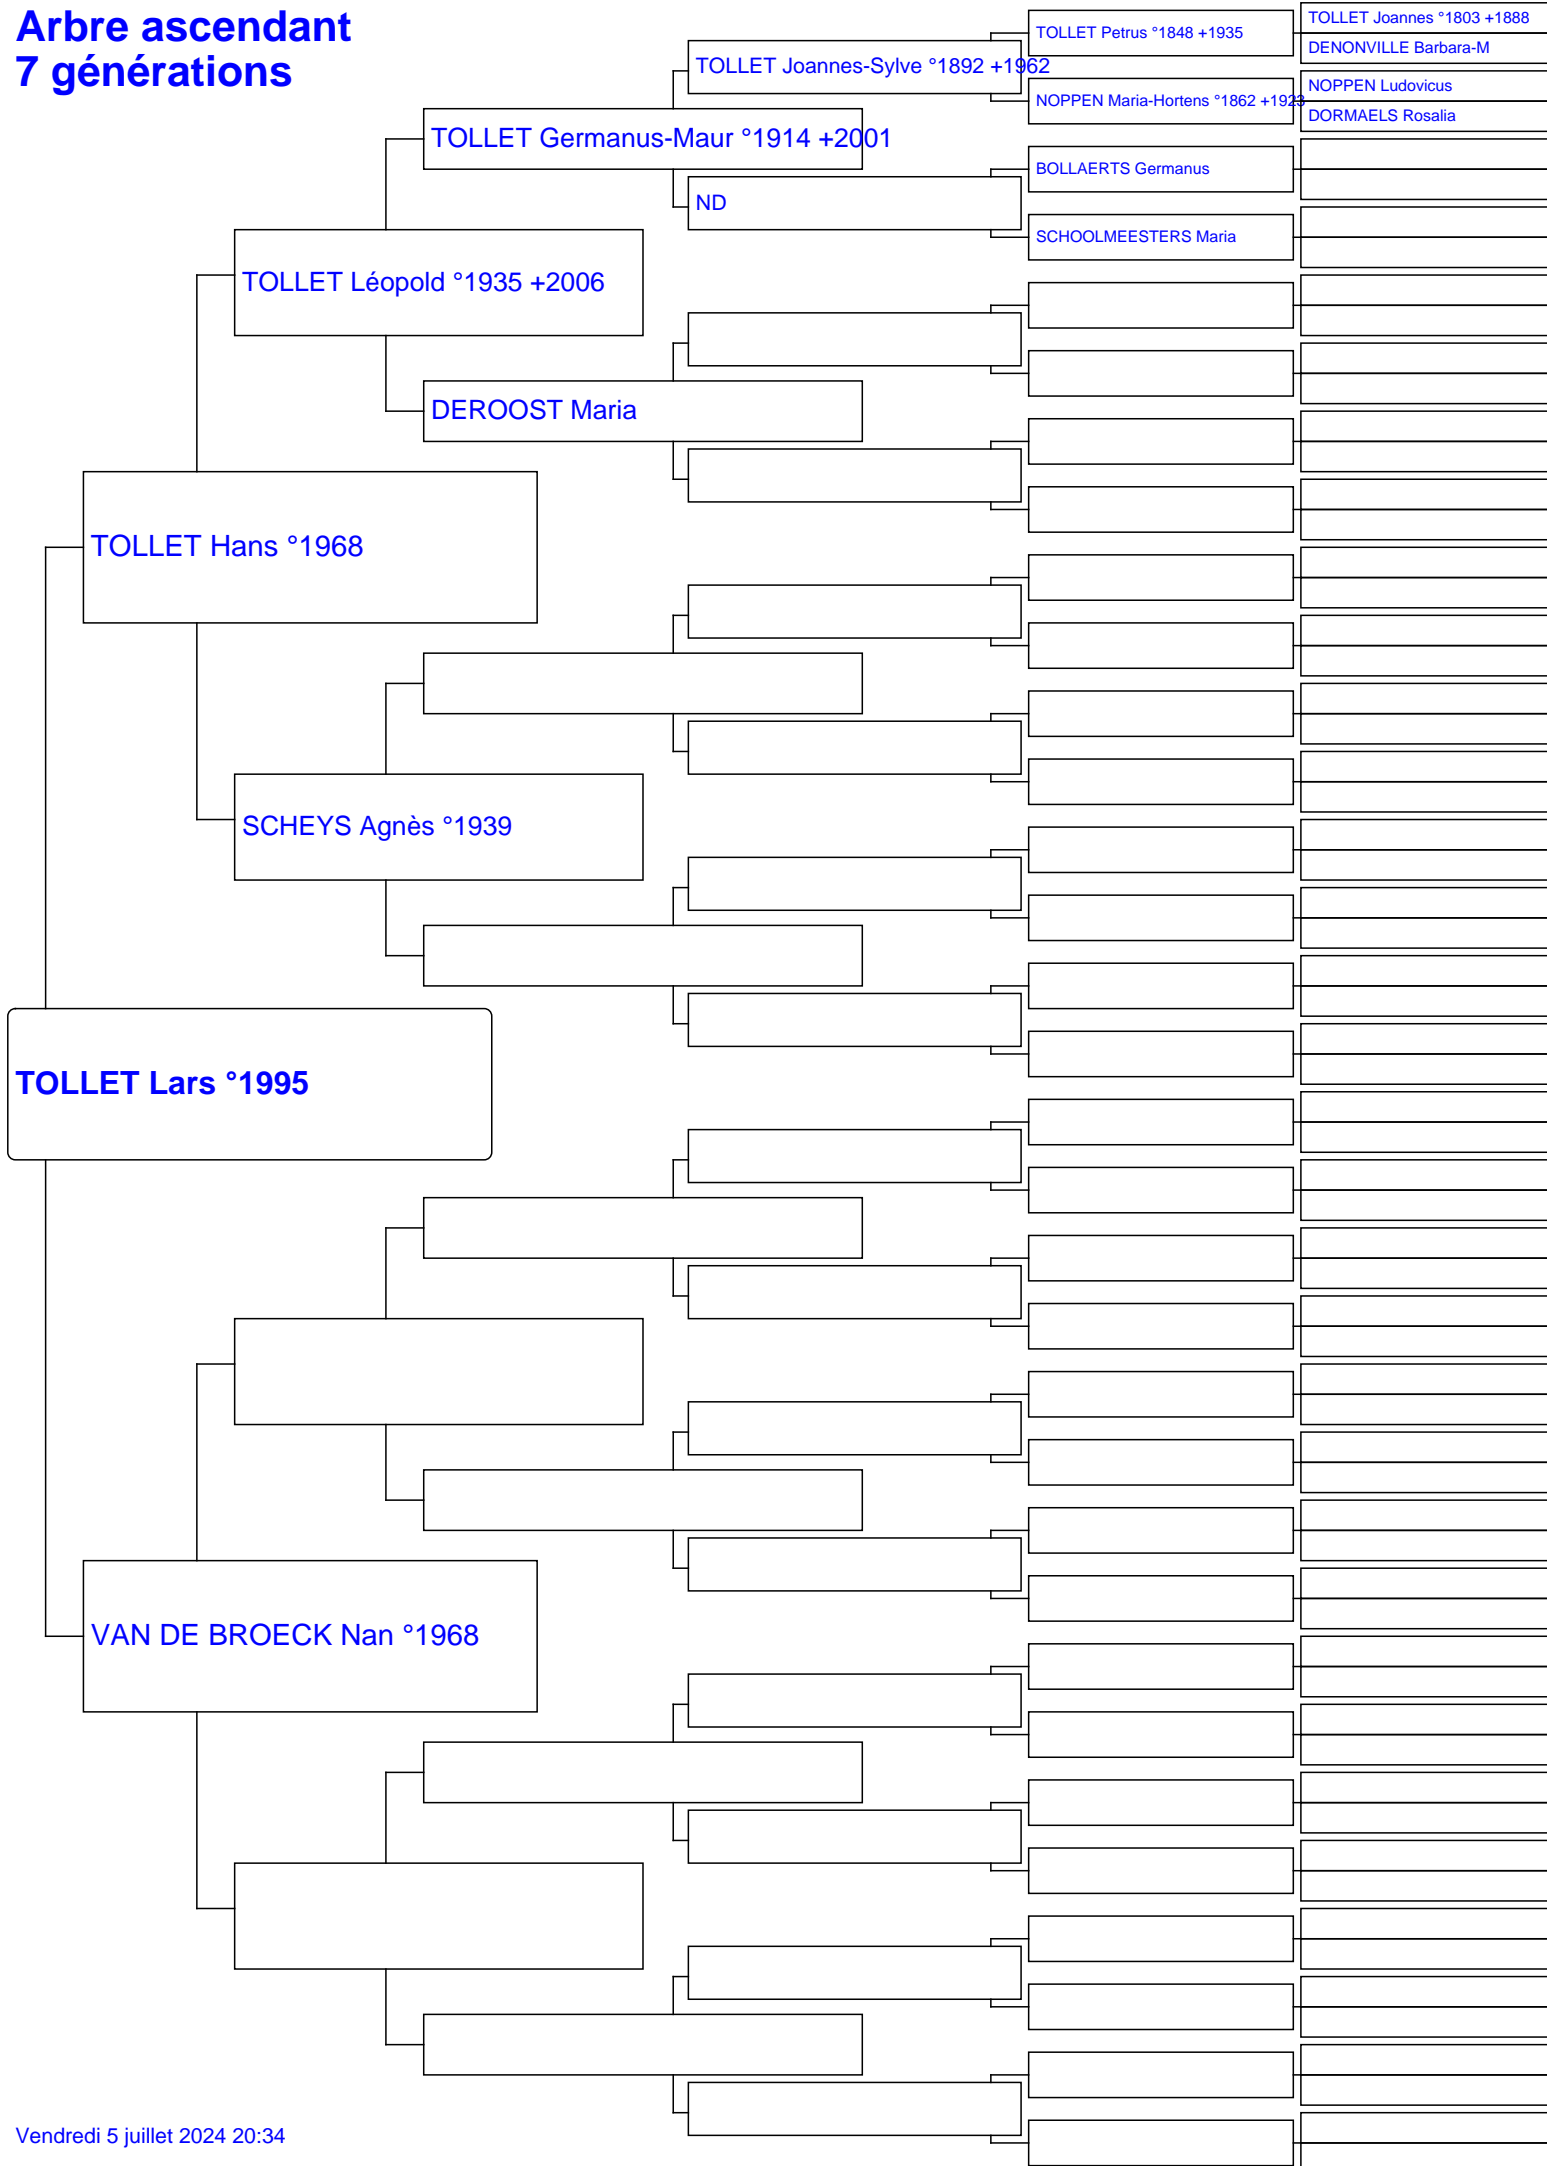 Arbre ascendant
7 générations
TOLLET Joannes °1803 +1888
TOLLET Petrus °1848 +1935
DENONVILLE Barbara-M
TOLLET Joannes-Sylve °1892 +1962
NOPPEN Ludovicus
NOPPEN Maria-Hortens °1862 +1923
DORMAELS Rosalia
TOLLET Germanus-Maur °1914 +2001
BOLLAERTS Germanus
ND
SCHOOLMEESTERS Maria
TOLLET Léopold °1935 +2006
DEROOST Maria
TOLLET Hans °1968
SCHEYS Agnès °1939
TOLLET Lars °1995
VAN DE BROECK Nan °1968
Vendredi 5 juillet 2024 20:34